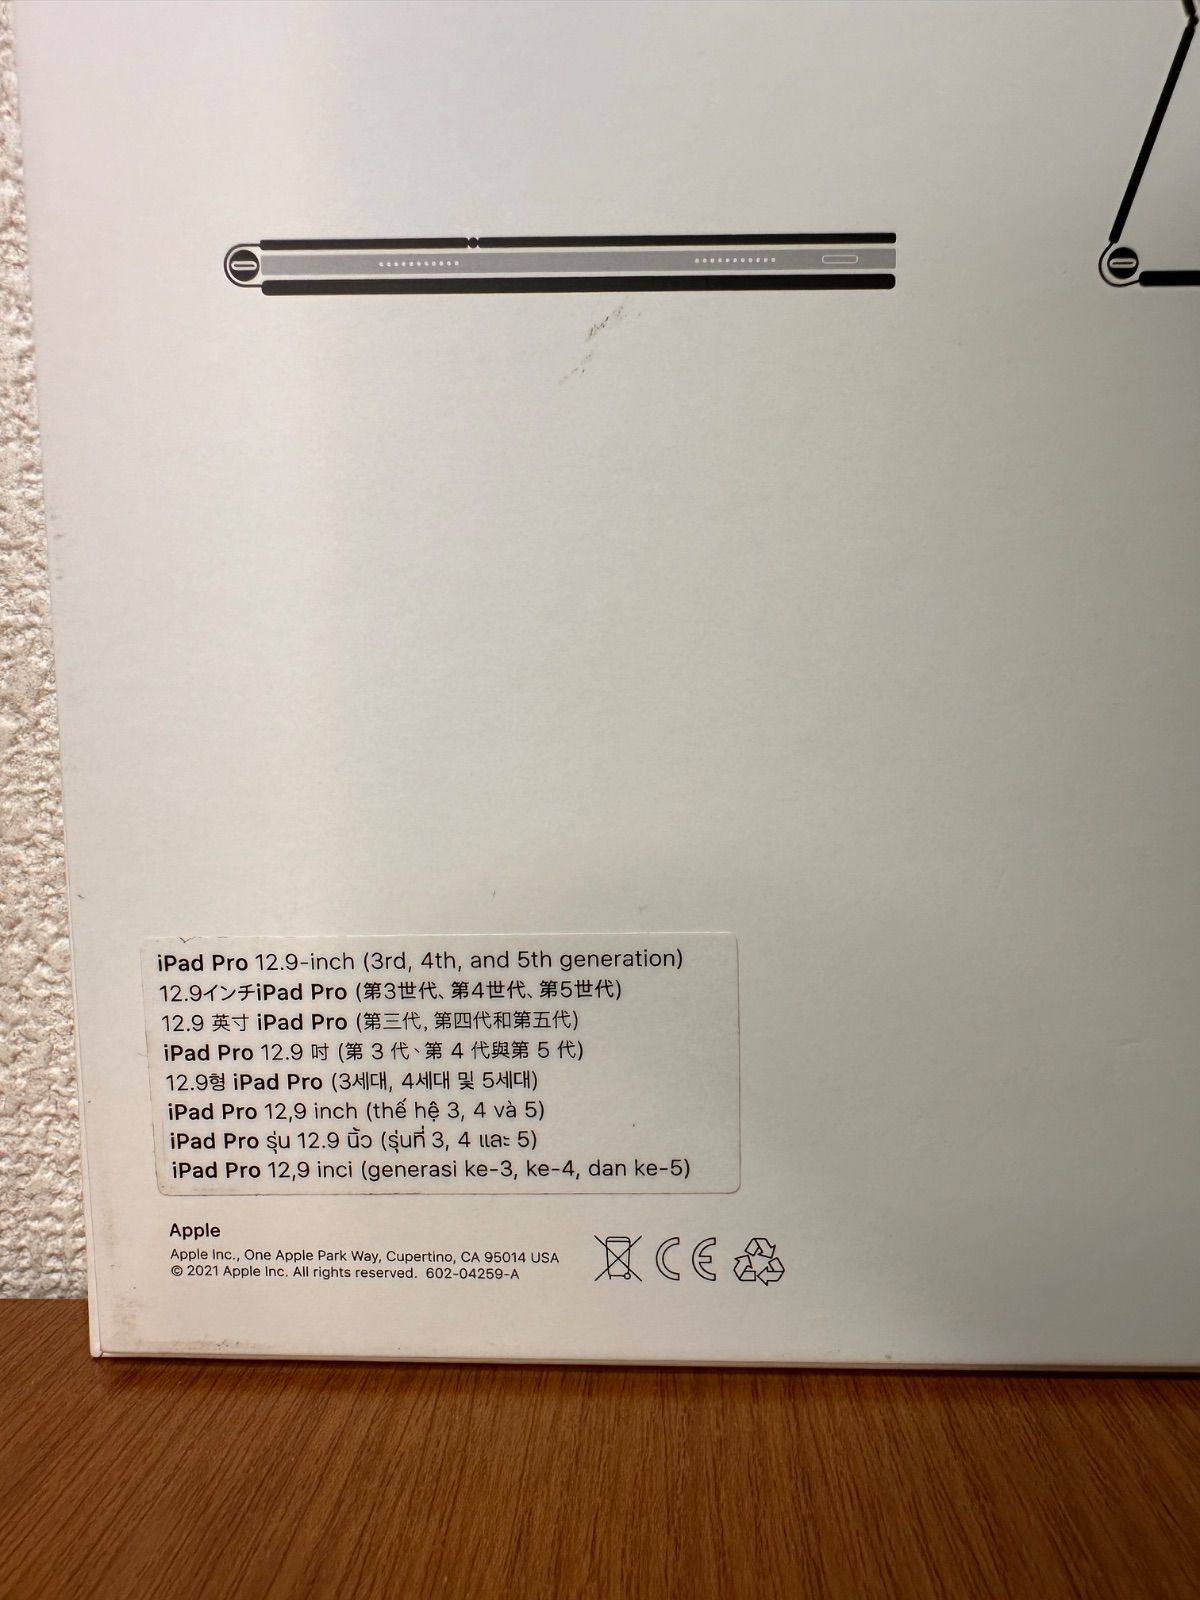 iPad Pro 12.9-inch (3rd, 4th, and 5th generation)
12.9インチiPad Pro (第3世代、第4世代、第5世代)
12.9 英寸 iPad Pro (第三代, 第四代和第五代)
iPad Pro 12.9 吋 (第 3 代、第 4 代與第 5 代)
12.9형 iPad Pro (3세대, 4세대 및 5세대)
iPad Pro 12,9 inch (thế hệ 3, 4 và 5)
iPad Pro รุ่น 12.9 นิ้ว (รุ่นที่ 3, 4 และ 5)
iPad Pro 12,9 inci (generasi ke-3, ke-4, dan ke-5)
Apple
Apple Inc., One Apple Park Way, Cupertino, CA 95014 USA
© 2021 Apple Inc. All rights reserved. 602-04259-A
CE